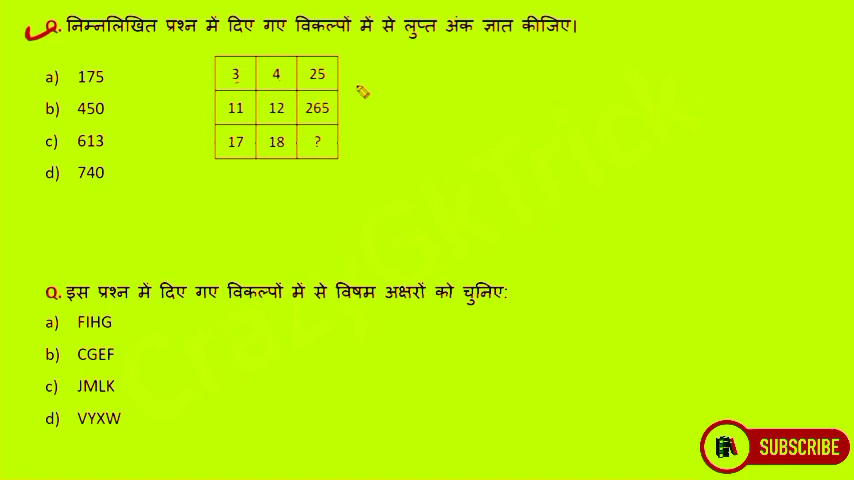 Q. निम्नलिखित प्रश्न में दिए गए विकल्पों में से लुप्त अंक ज्ञात कीजिए।
a) 175
b) 450
c) 613
d) 740
3 4 25
11 12 265
17 18 ?
CrazyGkTrick
Q. इस प्रश्न में दिए गए विकल्पों में से विषम अक्षरों को चुनिए:
a) FIHG
b) CGEF
c) JMLK
d) VYXW
SUBSCRIBE